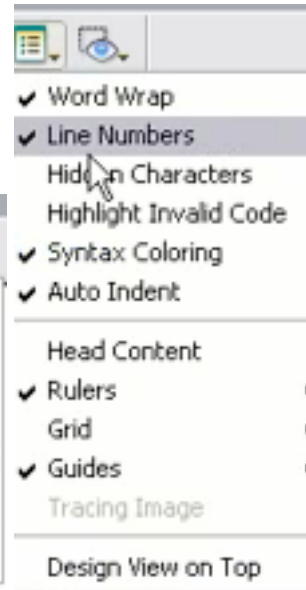 Word Wrap
Line Numbers
Hidden Characters
Highlight Invalid Code
Syntax Coloring
Auto Indent
Head Content
Rulers
Grid
Guides
Tracing Image
Design View on Top